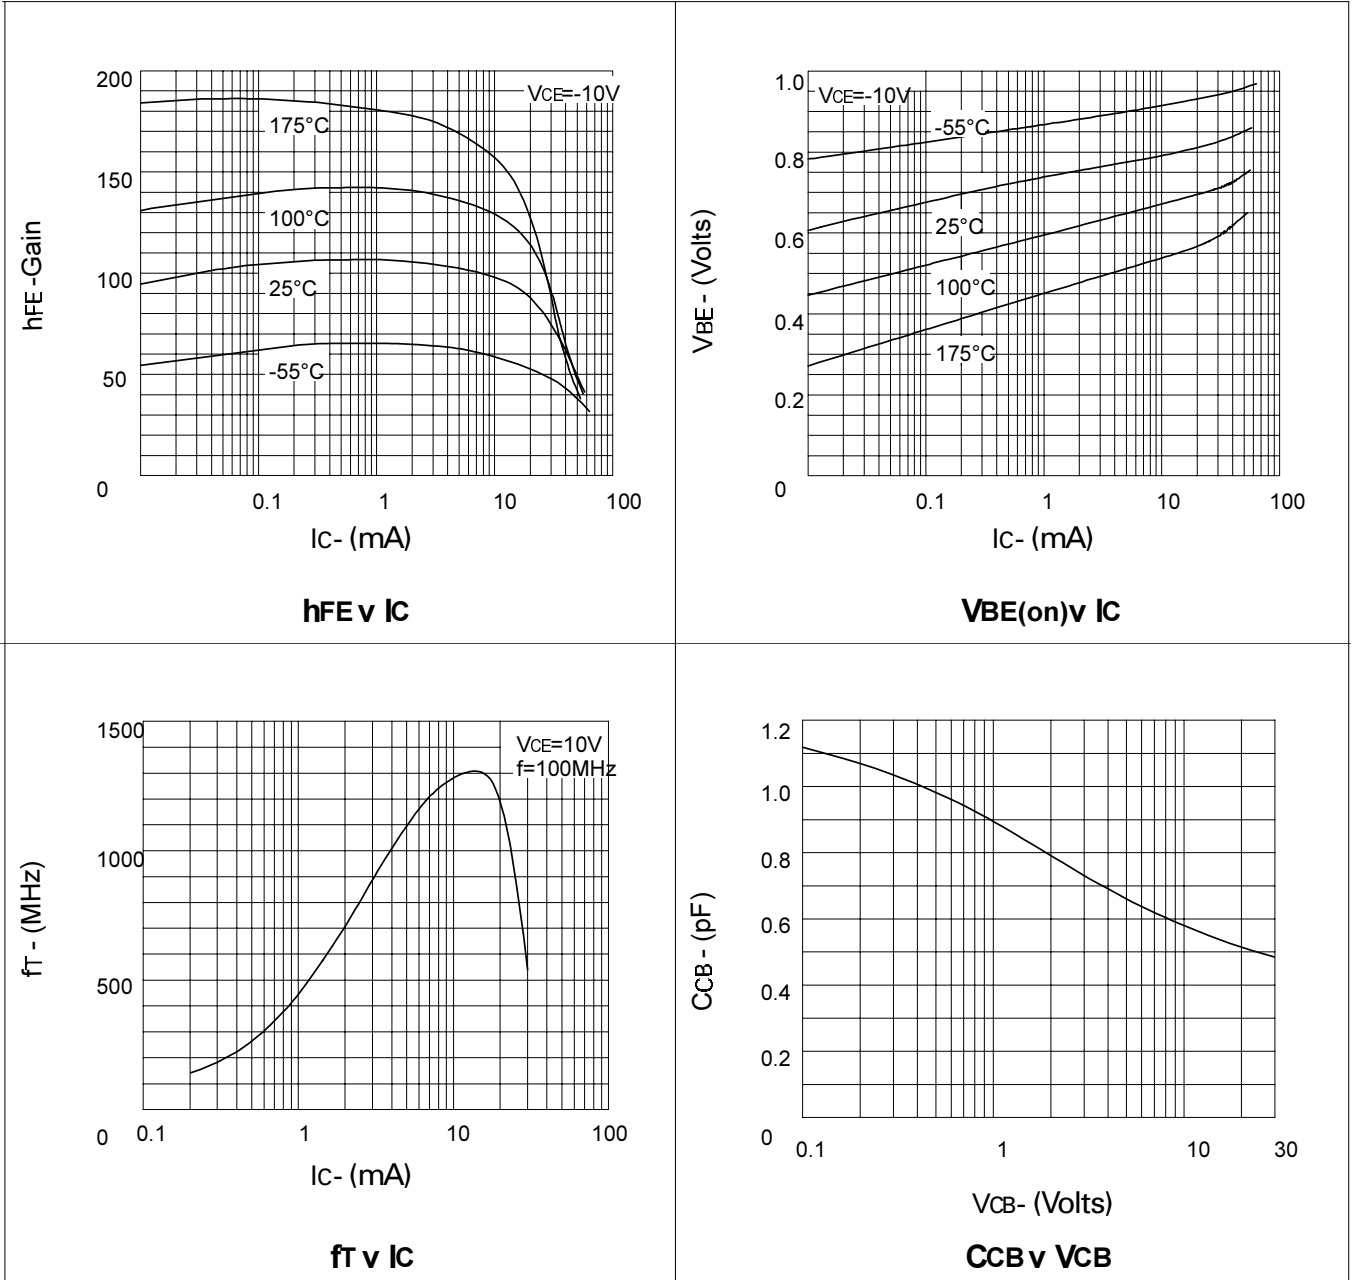 200
150
100
50
0
hFE -Gain
VCE=-10V
175°C
100°C
25°C
-55°C
0.1 1 10 100
IC- (mA)
hFE v IC
1.0
0.8
0.6
0.4
0.2
0
VBE - (Volts)
VCE=-10V
-55°C
25°C
100°C
175°C
0.1 1 10 100
IC- (mA)
VBE(on)v IC
1500
1000
500
0
fT - (MHz)
VCE=10V
f=100MHz
0.1 1 10 100
IC- (mA)
fT v IC
1.2
1.0
0.8
0.6
0.4
0.2
0
CCB - (pF)
0.1 1 10 30
VCB- (Volts)
CCB v VCB